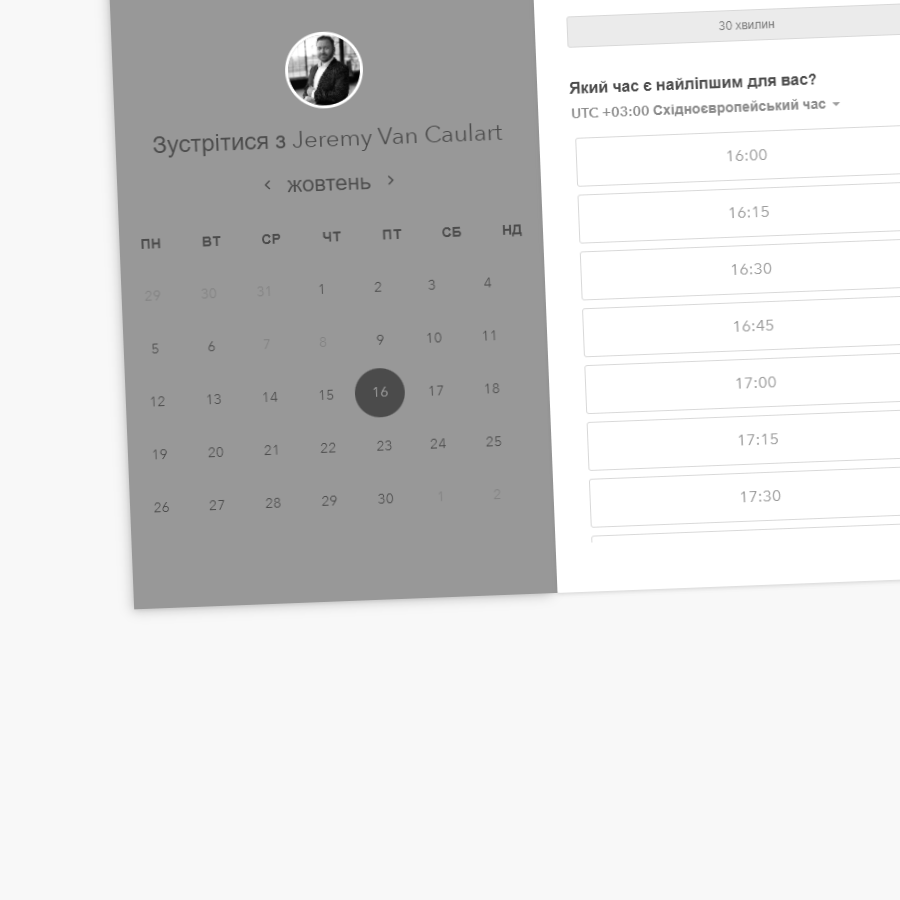 Зустрітися з Jeremy Van Caulart
‹ жовтень ›
ПН ВТ СР ЧТ ПТ СБ НД
29 30 31 1 2 3 4
5 6 7 8 9 10 11
12 13 14 15 16 17 18
19 20 21 22 23 24 25
26 27 28 29 30 1 2
30 хвилин
Який час є найліпшим для вас?
UTC +03:00 Східноєвропейський час
16:00
16:15
16:30
16:45
17:00
17:15
17:30